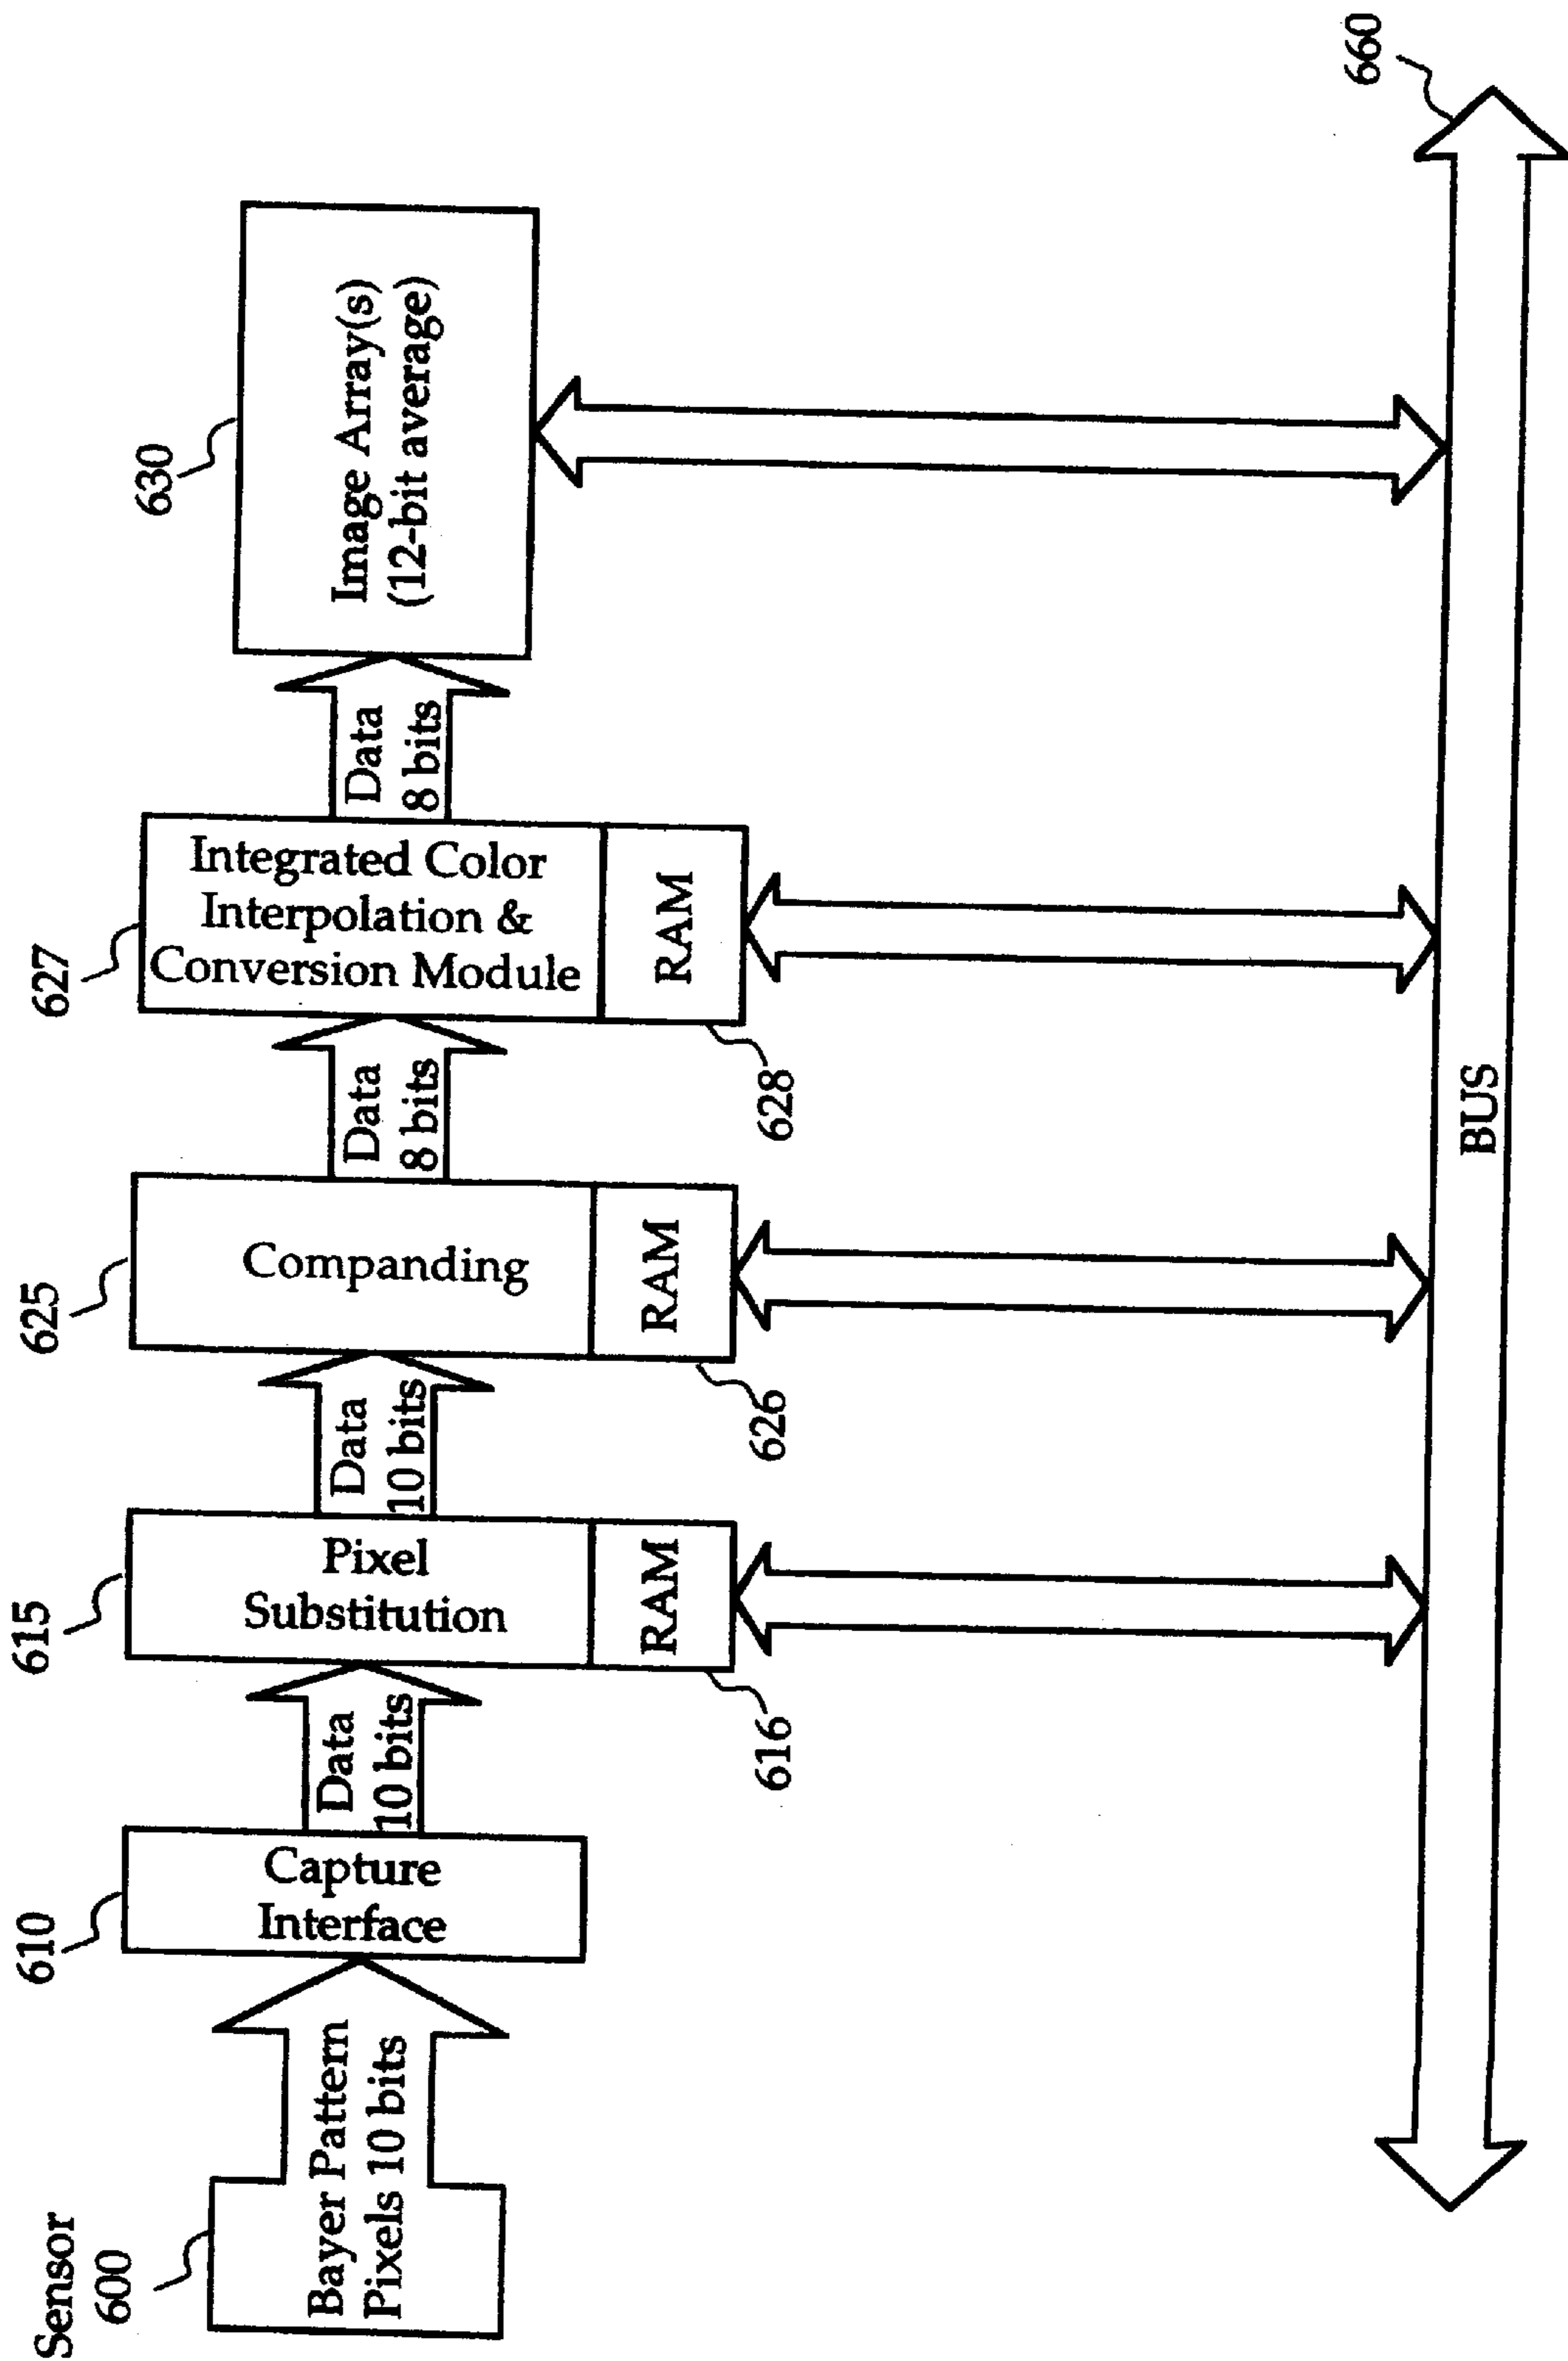 Sensor
600
Bayer Pattern
Pixels 10 bits
610
Capture
Interface
Data
10 bits
615
Pixel
Substitution
RAM
616
Data
10 bits
625
Companding
RAM
626
Data
8 bits
627
Integrated Color
Interpolation &
Conversion Module
RAM
628
Data
8 bits
630
Image Array(s)
(12-bit average)
BUS
660